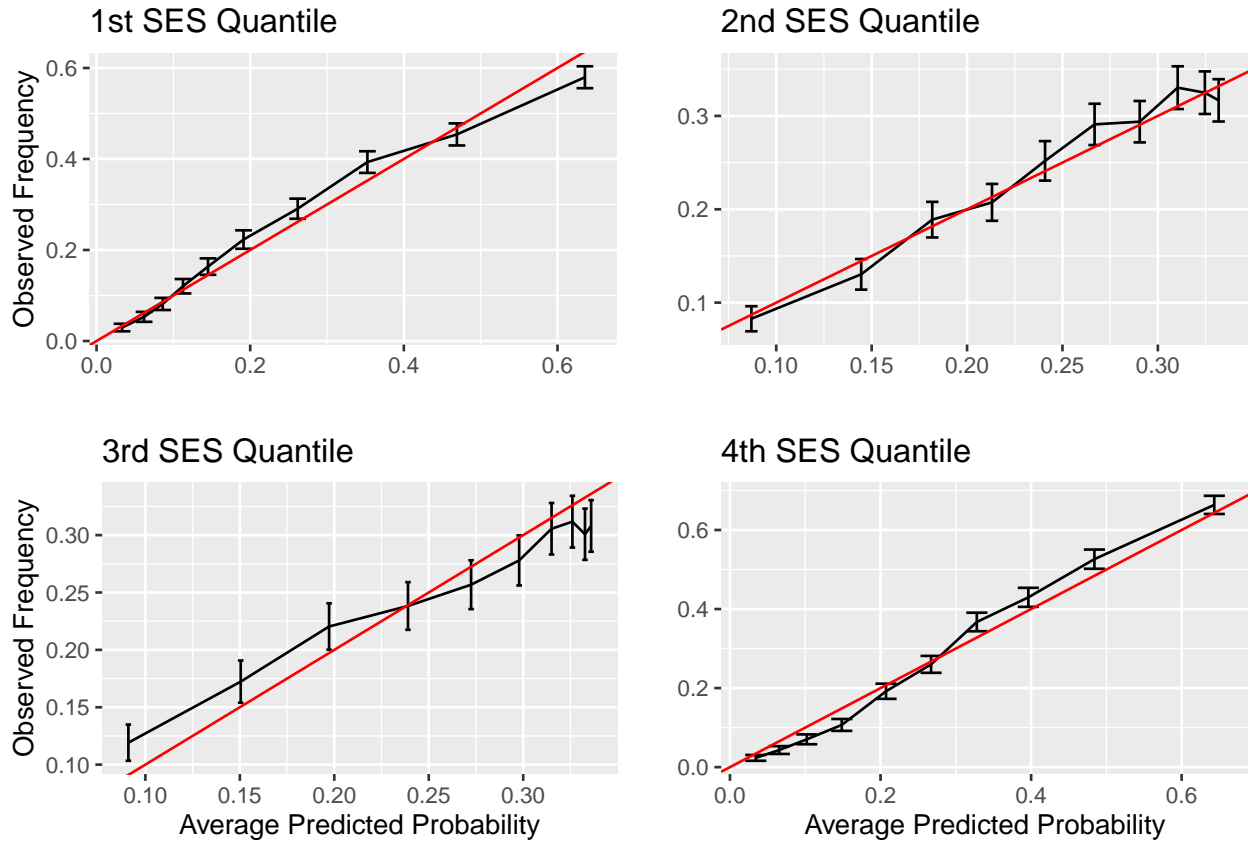 1st SES Quantile
2nd SES Quantile
Observed Frequency
0.6
0.4
0.2
0.0
0.0 0.2 0.4 0.6
0.3
0.2
0.1
0.10 0.15 0.20 0.25 0.30
3rd SES Quantile
4th SES Quantile
Observed Frequency
0.30
0.25
0.20
0.15
0.10
0.10 0.15 0.20 0.25 0.30
Average Predicted Probability
0.6
0.4
0.2
0.0
0.0 0.2 0.4 0.6
Average Predicted Probability